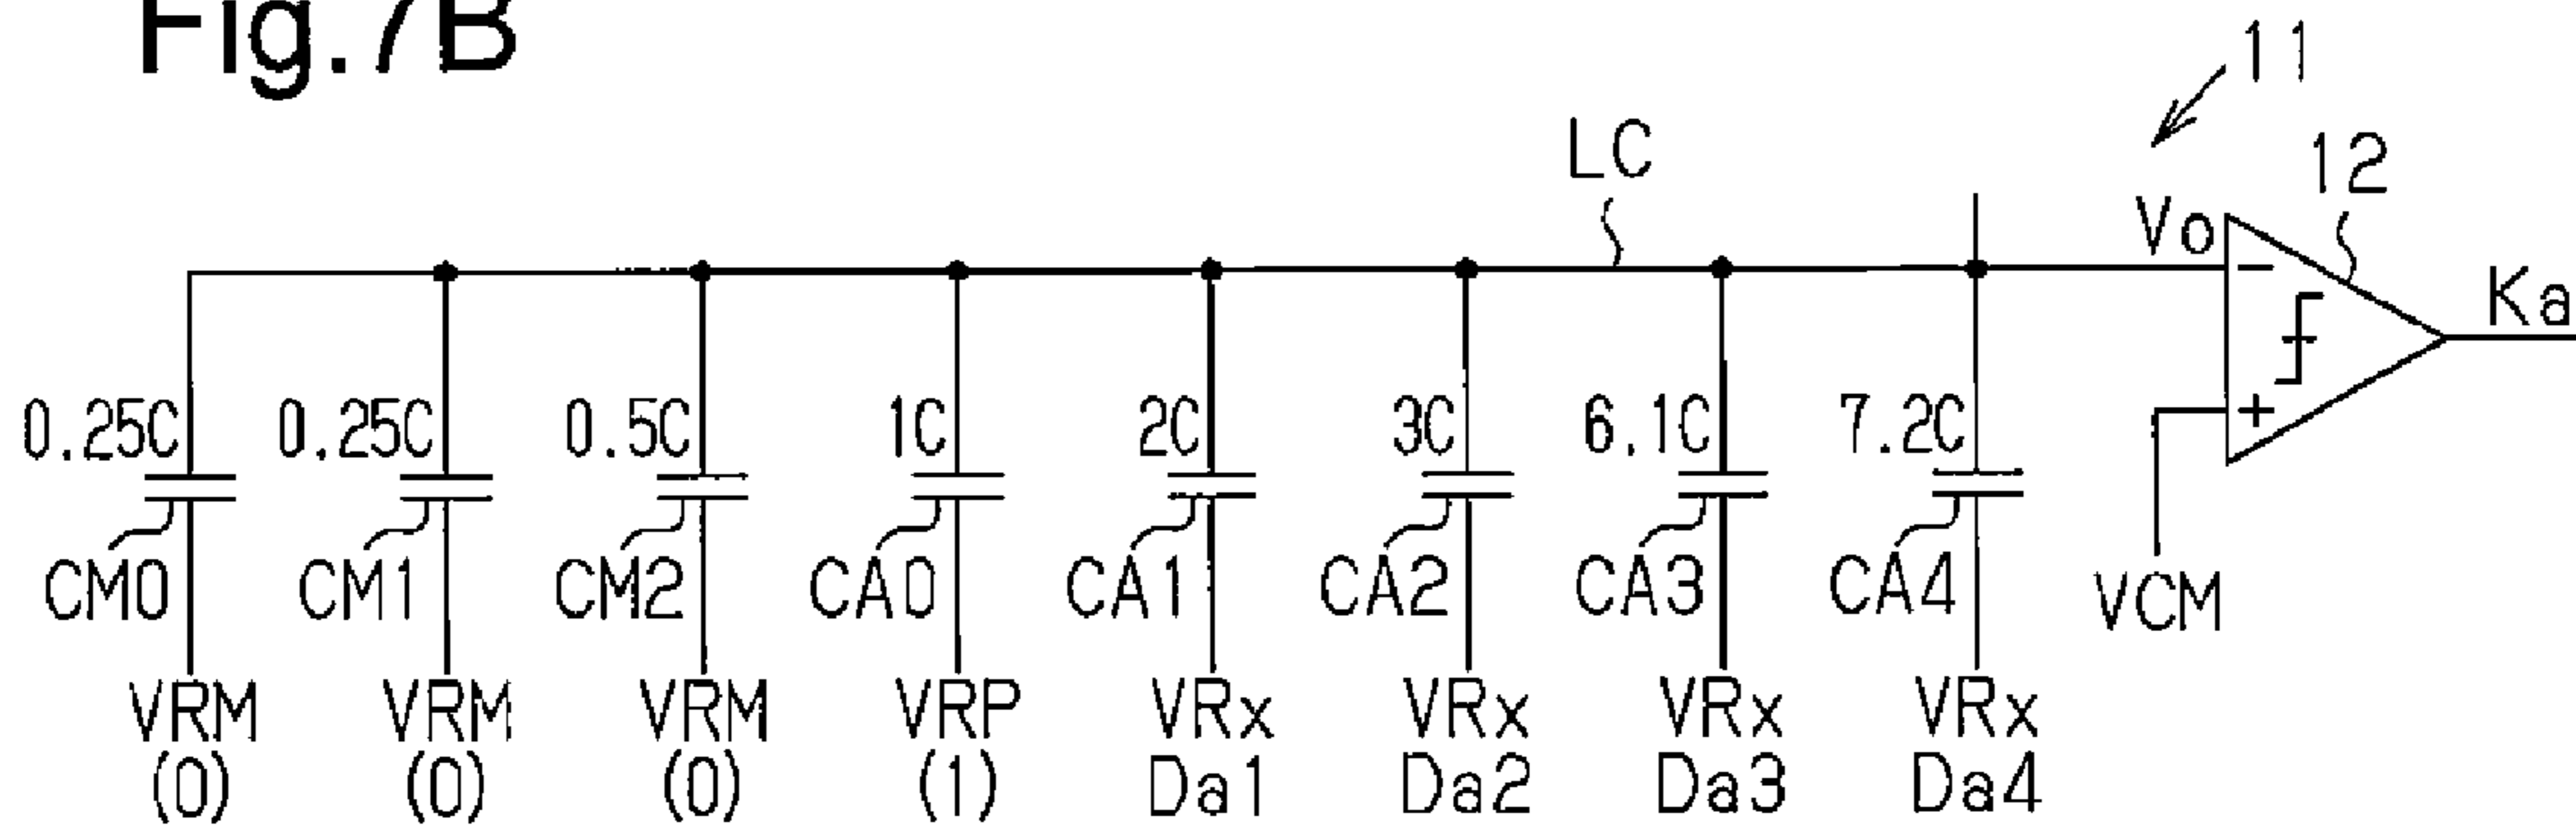 Fig.7B
11
LC
12
Vo
Ka
0.25C 0.25C 0.5C 1C 2C 3C 6.1C 7.2C
CM0 CM1 CM2 CA0 CA1 CA2 CA3 CA4 VCM
VRM VRM VRM VRP VRx VRx VRx VRx
(0) (0) (0) (1) Da1 Da2 Da3 Da4